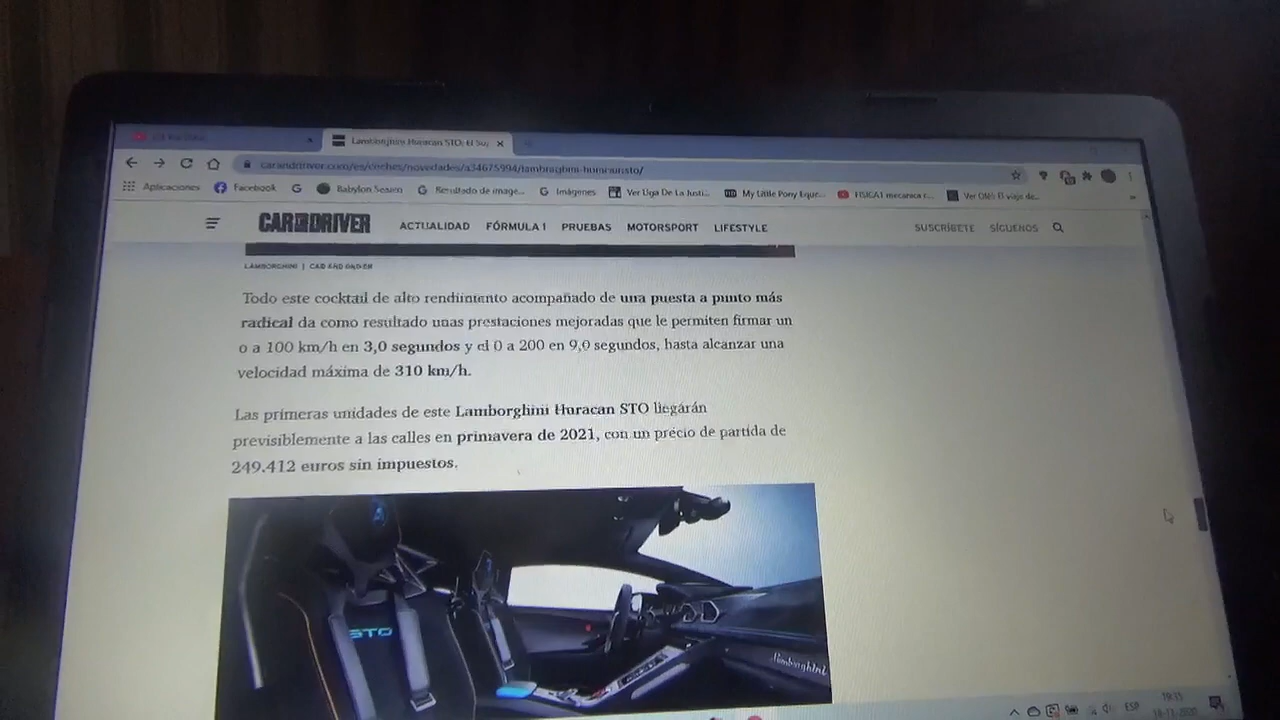 Lamborghini Huracan STO: El Su
carandriver.com/es/coches/novedades/a34675994/lamborghini-huracan-sto/
Aplicaciones Facebook Babylon Season Resultado de image... Imágenes Ver Liga De La Justi... My Little Pony Eque... FISICA1 mecanica c... Ver Olé! El viaje de...
CAR AND DRIVER ACTUALIDAD FÓRMULA 1 PRUEBAS MOTORSPORT LIFESTYLE SUSCRÍBETE SÍGUENOS
LAMBORGHINI | CAR AND DRIVER
Todo este cocktail de alto rendimiento acompañado de una puesta a punto más
radical da como resultado unas prestaciones mejoradas que le permiten firmar un
0 a 100 km/h en 3,0 segundos y el 0 a 200 en 9,0 segundos, hasta alcanzar una
velocidad máxima de 310 km/h.
Las primeras unidades de este Lamborghini Huracan STO llegarán
previsiblemente a las calles en primavera de 2021, con un precio de partida de
249.412 euros sin impuestos.
STO
Lamborghini
ESP
19:35